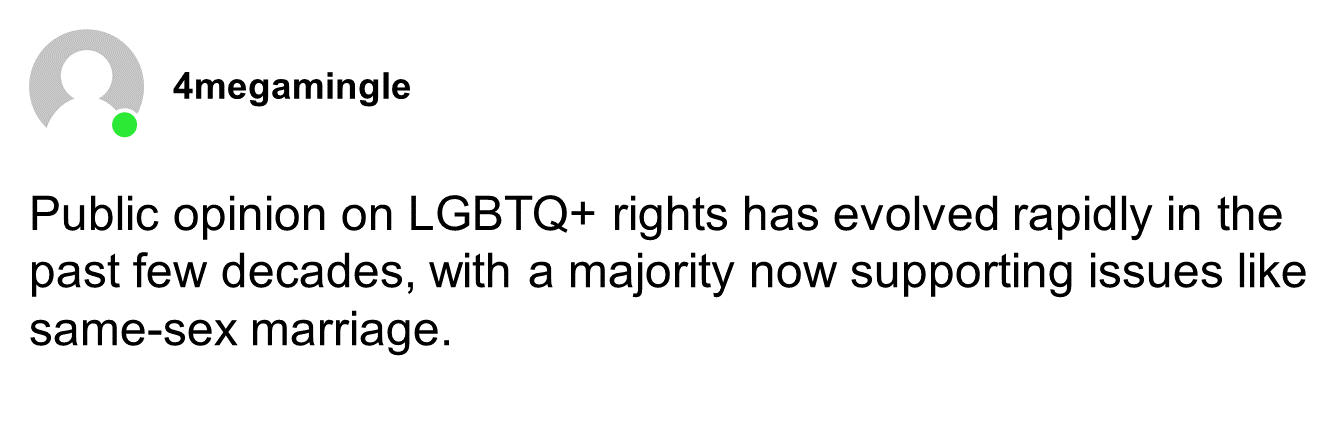 4megamingle
Public opinion on LGBTQ+ rights has evolved rapidly in the
past few decades, with a majority now supporting issues like
same-sex marriage.